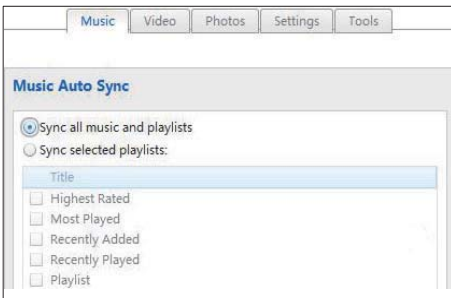 Music Video Photos Settings Tools
Music Auto Sync
Sync all music and playlists
Sync selected playlists:
Title
Highest Rated
Most Played
Recently Added
Recently Played
Playlist